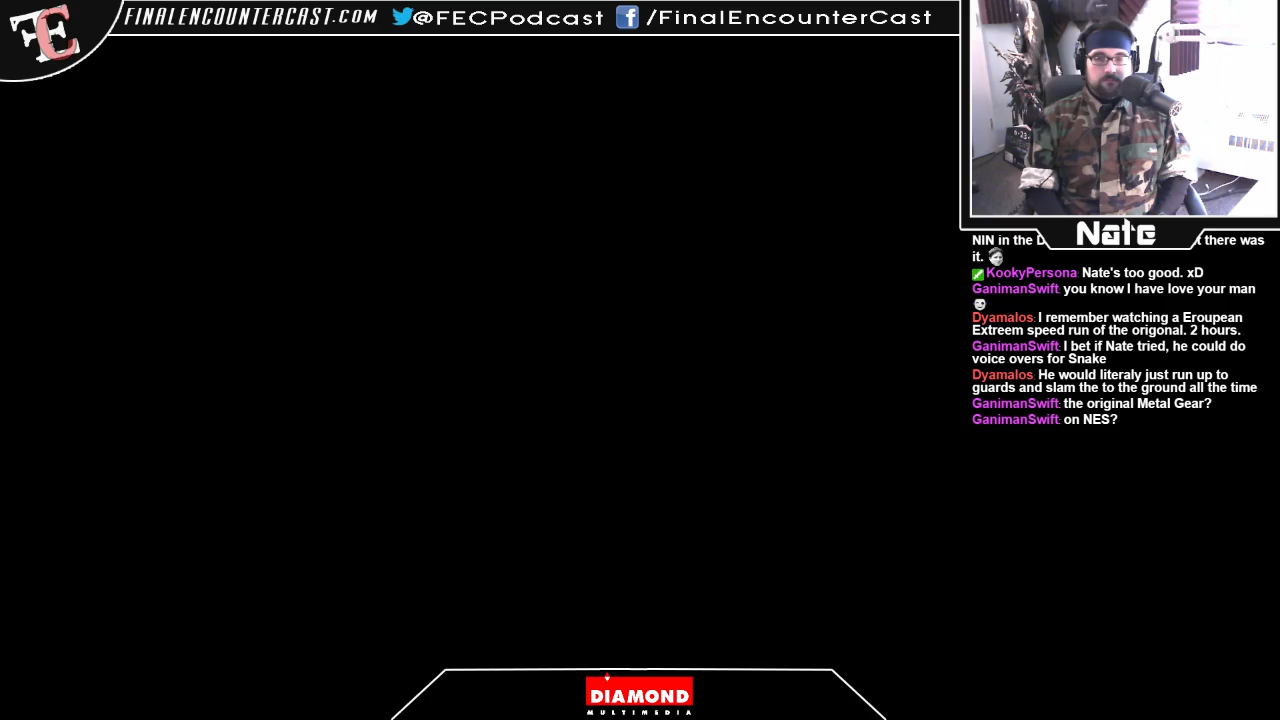 FINALENCOUNTERCAST.COM @FECPodcast /FinalEncounterCast
FEC
Nate
NIN in the D t there was
it.
KookyPersona: Nate's too good. xD
GanimanSwift: you know I have love your man
Dyamalos: I remember watching a Eroupean
Extreem speed run of the origonal. 2 hours.
GanimanSwift: I bet if Nate tried, he could do
voice overs for Snake
Dyamalos: He would literaly just run up to
guards and slam the to the ground all the time
GanimanSwift: the original Metal Gear?
GanimanSwift: on NES?
DIAMOND
MULTIMEDIA